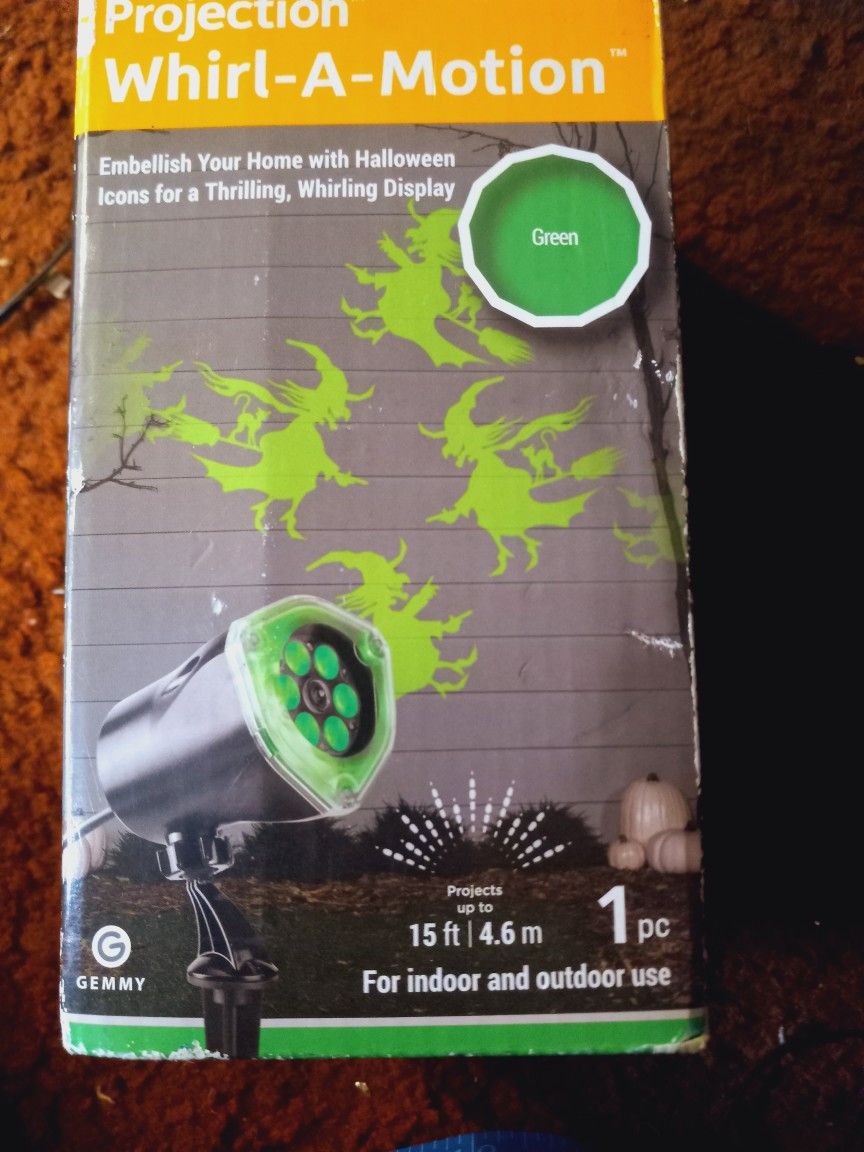 Projection™
Whirl-A-Motion™
Embellish Your Home with Halloween
Icons for a Thrilling, Whirling Display
Green
Projects
up to
15 ft | 4.6 m
1 pc
For indoor and outdoor use
G
GEMMY